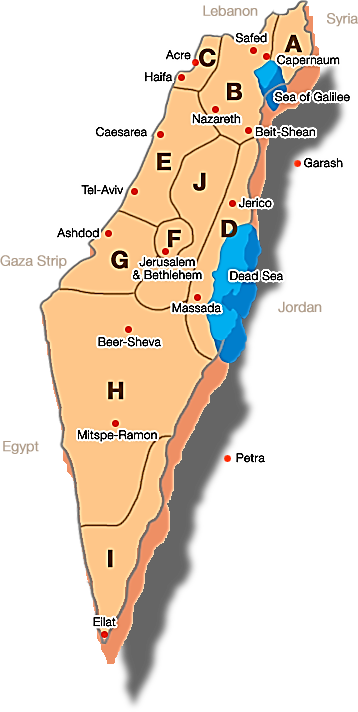 Lebanon
Syria
Safed
A
Acre
C
Capernaum
Haifa
B
Sea of Galilee
Nazareth
Caesarea
Beit-Shean
E
Garash
J
Tel-Aviv
Jerico
D
Ashdod
F
Gaza Strip
G
Jerusalem
& Bethlehem
Dead Sea
Massada
Jordan
Beer-Sheva
H
Mitspe-Ramon
Egypt
Petra
I
Eilat